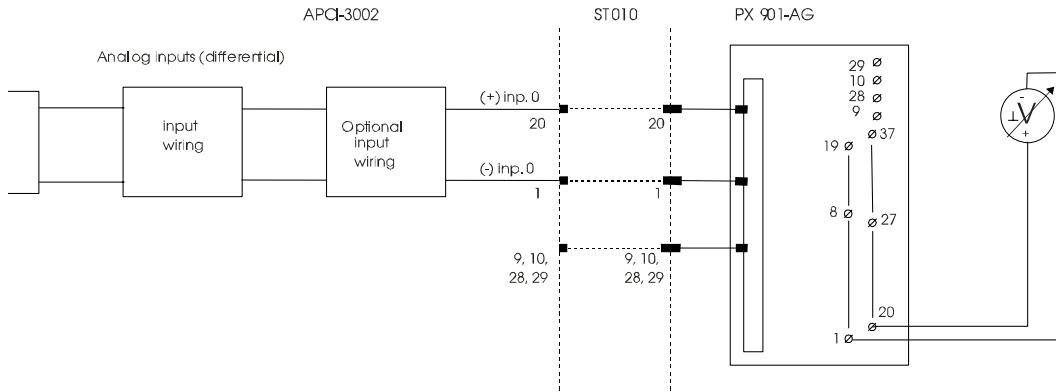 APCI-3002
ST010
PX 901-AG
Analog inputs (differential)
input
wiring
Optional
input
wiring
(+) inp. 0
20
20
(-) inp. 0
1
1
9, 10,
28, 29
9, 10,
28, 29
29
10
28
9
37
19
8
27
20
1
-
V
+